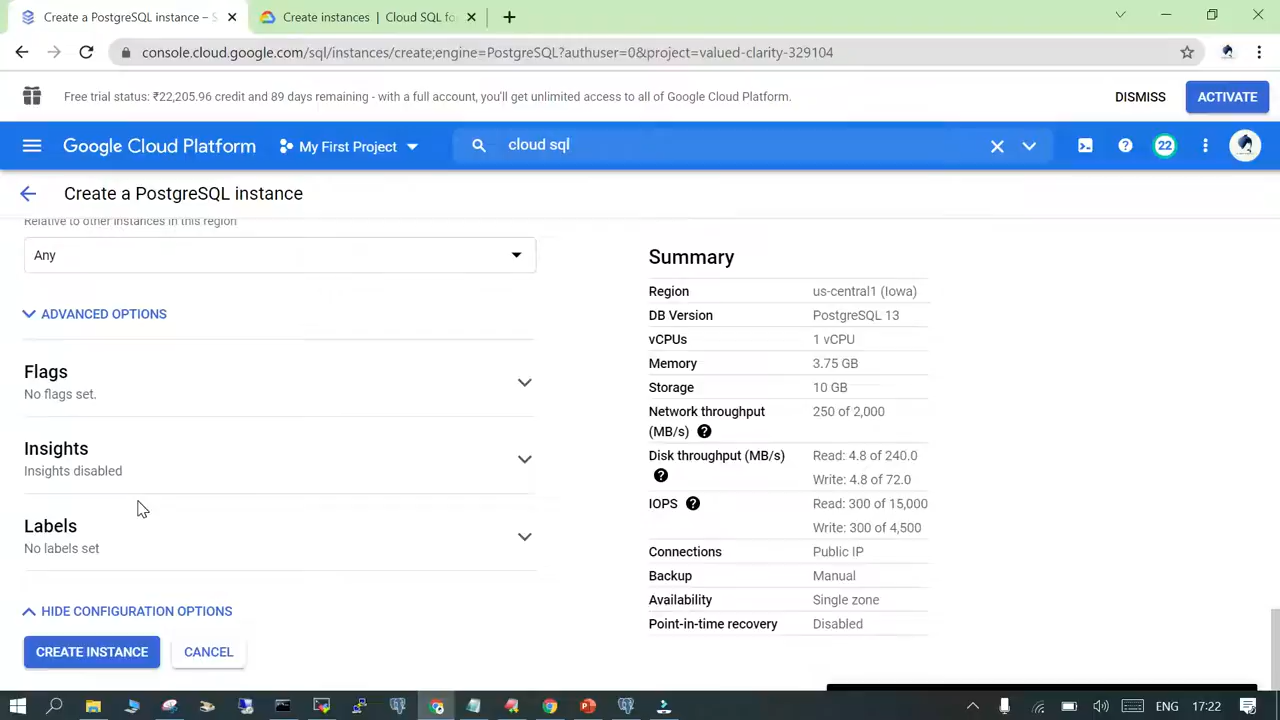 Create a PostgreSQL instance – S
Create instances | Cloud SQL fo
console.cloud.google.com/sql/instances/create;engine=PostgreSQL?authuser=0&project=valued-clarity-329104
Free trial status: ₹22,205.96 credit and 89 days remaining - with a full account, you'll get unlimited access to all of Google Cloud Platform.
DISMISS
ACTIVATE
Google Cloud Platform
My First Project
cloud sql
22
Create a PostgreSQL instance
Relative to other instances in this region
Any
ADVANCED OPTIONS
Flags
No flags set.
Insights
Insights disabled
Labels
No labels set
HIDE CONFIGURATION OPTIONS
CREATE INSTANCE
CANCEL
Summary
Region us-central1 (Iowa)
DB Version PostgreSQL 13
vCPUs 1 vCPU
Memory 3.75 GB
Storage 10 GB
Network throughput 250 of 2,000
(MB/s)
Disk throughput (MB/s) Read: 4.8 of 240.0
Write: 4.8 of 72.0
IOPS Read: 300 of 15,000
Write: 300 of 4,500
Connections Public IP
Backup Manual
Availability Single zone
Point-in-time recovery Disabled
ENG
17:22